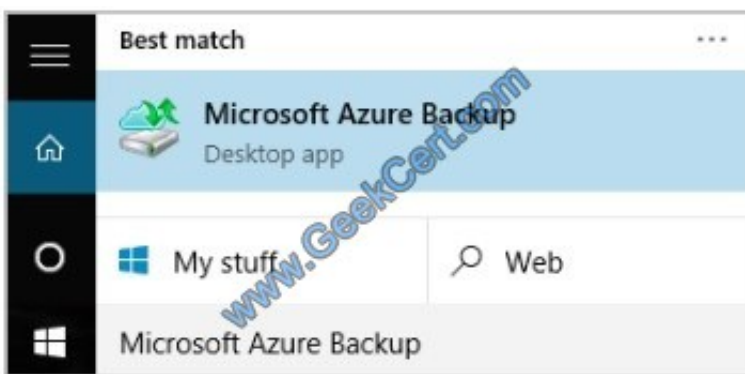 Best match
Microsoft Azure Backup
Desktop app
My stuff
Web
Microsoft Azure Backup
www.GeekCert.com